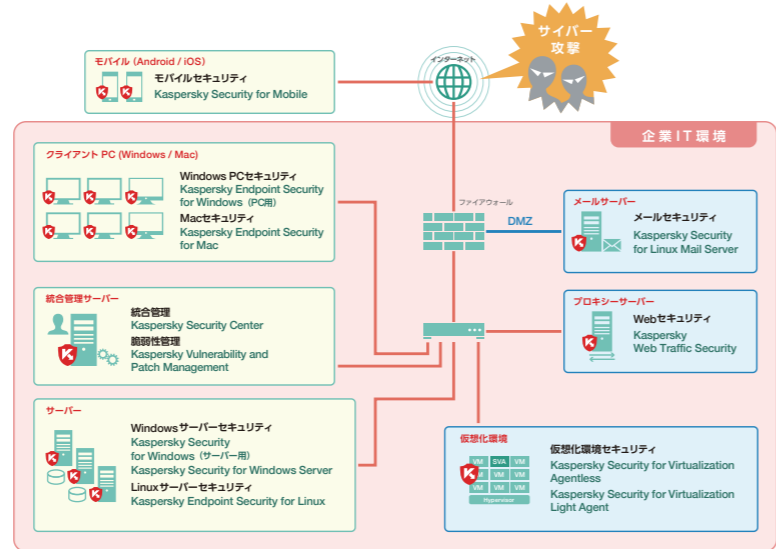 サイバー
攻撃
インターネット
モバイル (Android / iOS)
モバイルセキュリティ
Kaspersky Security for Mobile
企業IT環境
クライアント PC (Windows / Mac)
Windows PCセキュリティ
Kaspersky Endpoint Security
for Windows（PC用）
Macセキュリティ
Kaspersky Endpoint Security
for Mac
ファイアウォール
DMZ
メールサーバー
メールセキュリティ
Kaspersky Security
for Linux Mail Server
統合管理サーバー
統合管理
Kaspersky Security Center
脆弱性管理
Kaspersky Vulnerability and
Patch Management
プロキシーサーバー
Webセキュリティ
Kaspersky
Web Traffic Security
サーバー
Windowsサーバーセキュリティ
Kaspersky Security
for Windows（サーバー用）
Kaspersky Security for Windows Server
Linuxサーバーセキュリティ
Kaspersky Endpoint Security for Linux
仮想化環境
VM SVA VM
VM VM VM
VM VM VM
Hypervisor
仮想化環境セキュリティ
Kaspersky Security for Virtualization
Agentless
Kaspersky Security for Virtualization
Light Agent